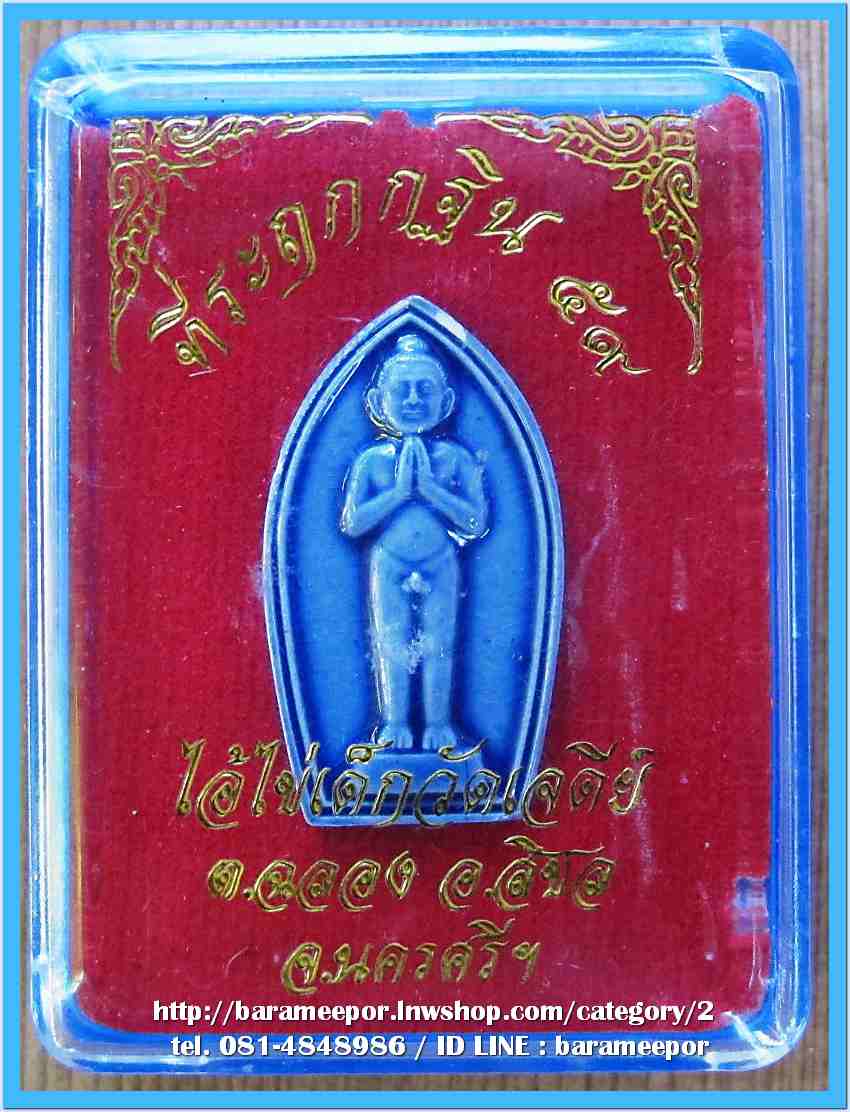 ที่ระฤกกฐิน ๕๙
ไอ้ไข่เด็กวัดเจดีย์
ต.ฉลอง อ.สิชล
จ.นครศรีฯ
http://barameepor.lnwshop.com/category/2
tel. 081-4848986 / ID LINE : barameepor